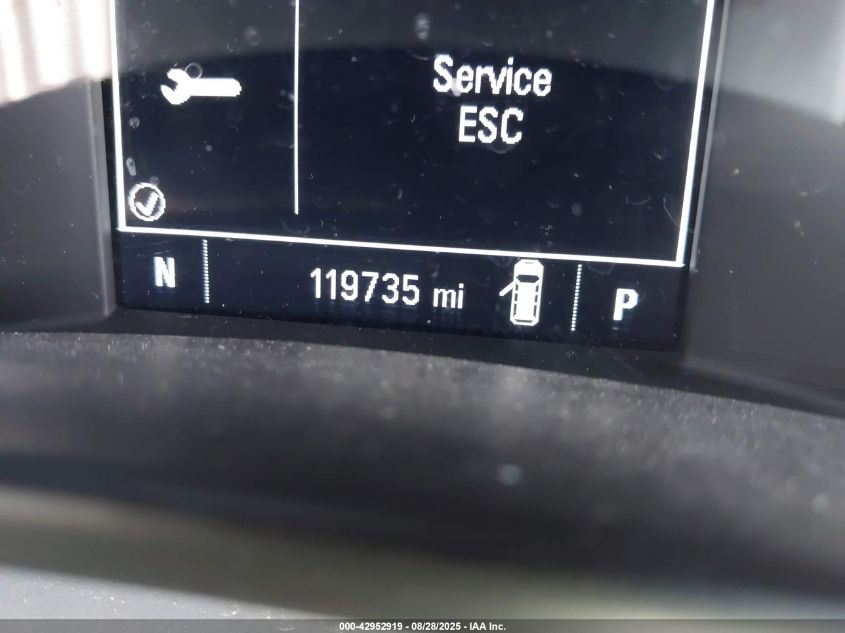 Service
ESC
N 119735 mi P
000-42952919 - 08/28/2025 - IAA Inc.